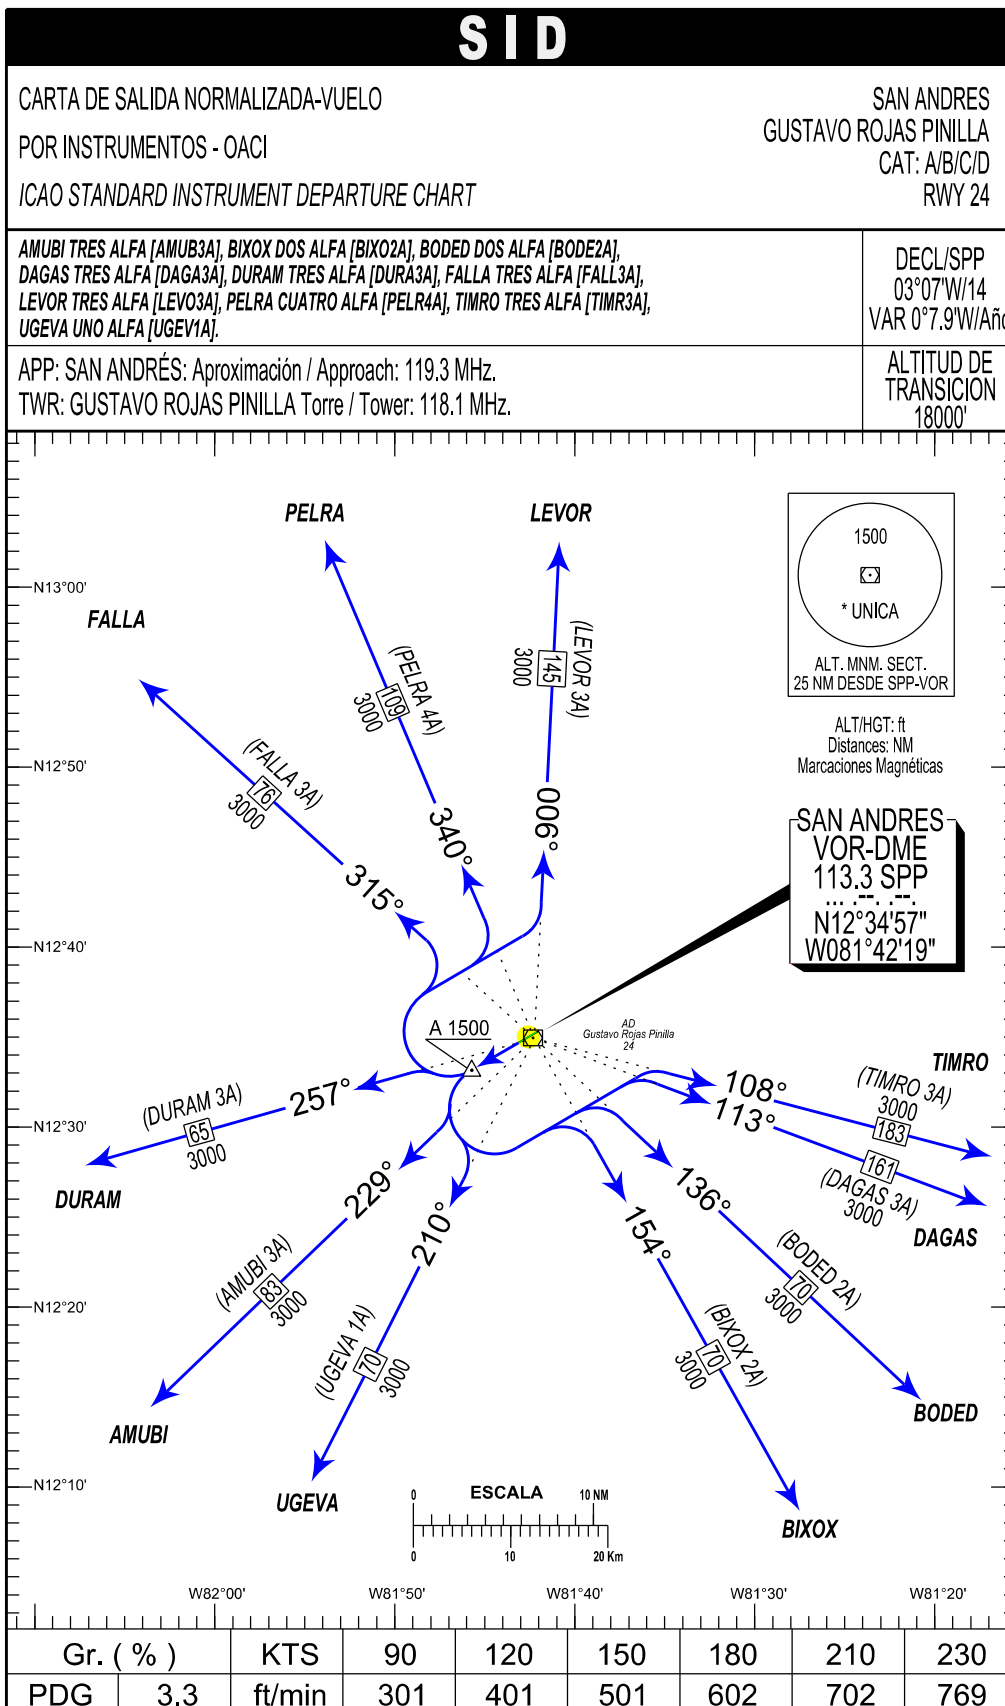 SID
CARTA DE SALIDA NORMALIZADA-VUELO
POR INSTRUMENTOS - OACI
ICAO STANDARD INSTRUMENT DEPARTURE CHART
SAN ANDRES
GUSTAVO ROJAS PINILLA
CAT: A/B/C/D
RWY 24
AMUBI TRES ALFA [AMUB3A], BIXOX DOS ALFA [BIXO2A], BODED DOS ALFA [BODE2A],
DAGAS TRES ALFA [DAGA3A], DURAM TRES ALFA [DURA3A], FALLA TRES ALFA [FALL3A],
LEVOR TRES ALFA [LEVO3A], PELRA CUATRO ALFA [PELR4A], TIMRO TRES ALFA [TIMR3A],
UGEVA UNO ALFA [UGEV1A].
DECL/SPP
03°07'W/14
VAR 0°7.9'W/Año
APP: SAN ANDRÉS: Aproximación / Approach: 119.3 MHz.
TWR: GUSTAVO ROJAS PINILLA Torre / Tower: 118.1 MHz.
ALTITUD DE
TRANSICION
18000'
PELRA
LEVOR
1500
* UNICA
ALT. MNM. SECT.
25 NM DESDE SPP-VOR
N13°00'
FALLA
(PELRA 4A)
109
3000
(LEVOR 3A)
145
3000
ALT/HGT: ft
Distances: NM
Marcaciones Magnéticas
N12°50'
(FALLA 3A)
76
3000
340°
006°
315°
SAN ANDRES
VOR-DME
113.3 SPP
... .--. .--.
N12°34'57"
W081°42'19"
N12°40'
A 1500
AD
Gustavo Rojas Pinilla
24
TIMRO
(DURAM 3A)
65
3000
257°
108°
113°
(TIMRO 3A)
3000
183
161
(DAGAS 3A)
3000
N12°30'
DURAM
229°
210°
154°
136°
DAGAS
(AMUBI 3A)
83
3000
(BODED 2A)
70
3000
N12°20'
(UGEVA 1A)
70
3000
(BIXOX 2A)
70
3000
AMUBI
BODED
N12°10'
UGEVA
BIXOX
0 ESCALA 10 NM
0 10 20 Km
W82°00' W81°50' W81°40' W81°30' W81°20'
Gr. ( % ) KTS 90 120 150 180 210 230
PDG 3.3 ft/min 301 401 501 602 702 769